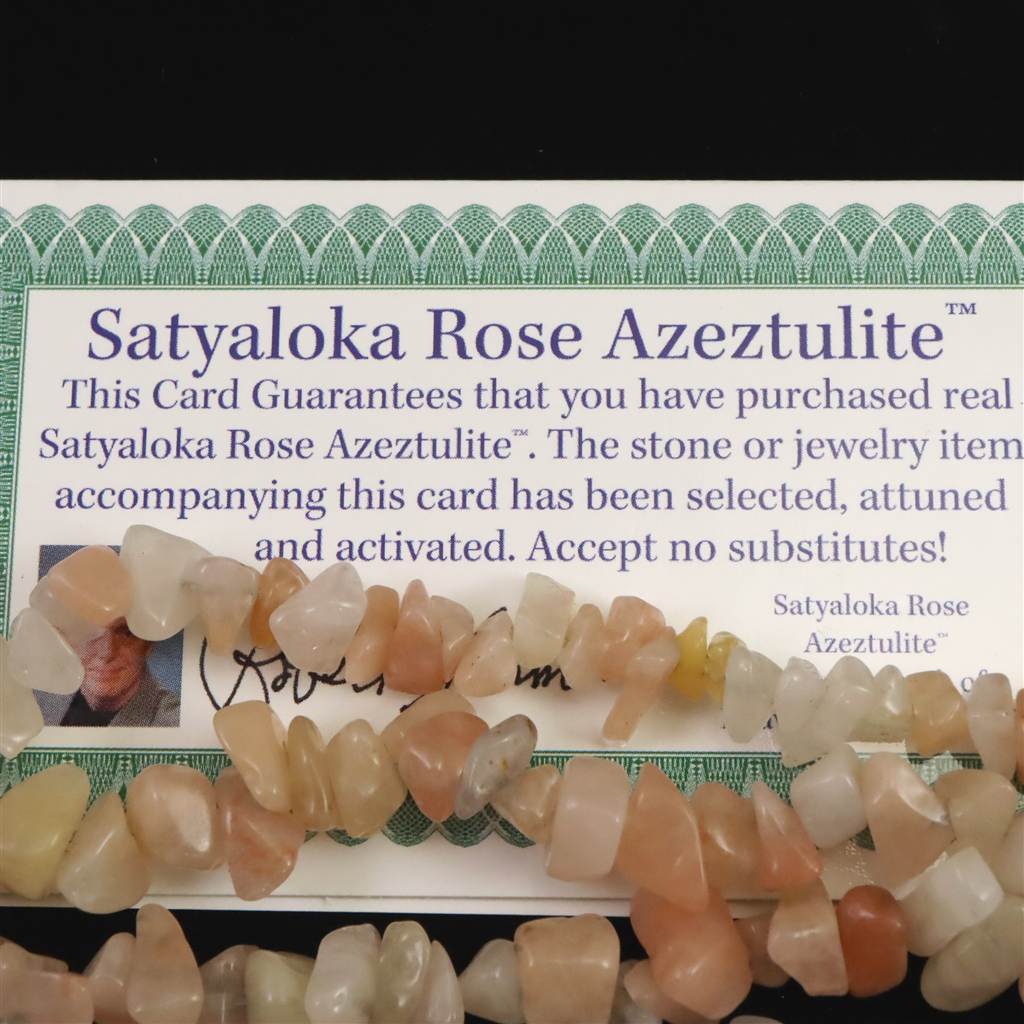 Satyaloka Rose Azeztulite™
This Card Guarantees that you have purchased real
Satyaloka Rose Azeztulite™. The stone or jewelry item
accompanying this card has been selected, attuned
and activated. Accept no substitutes!
Satyaloka Rose
Azeztulite™
of